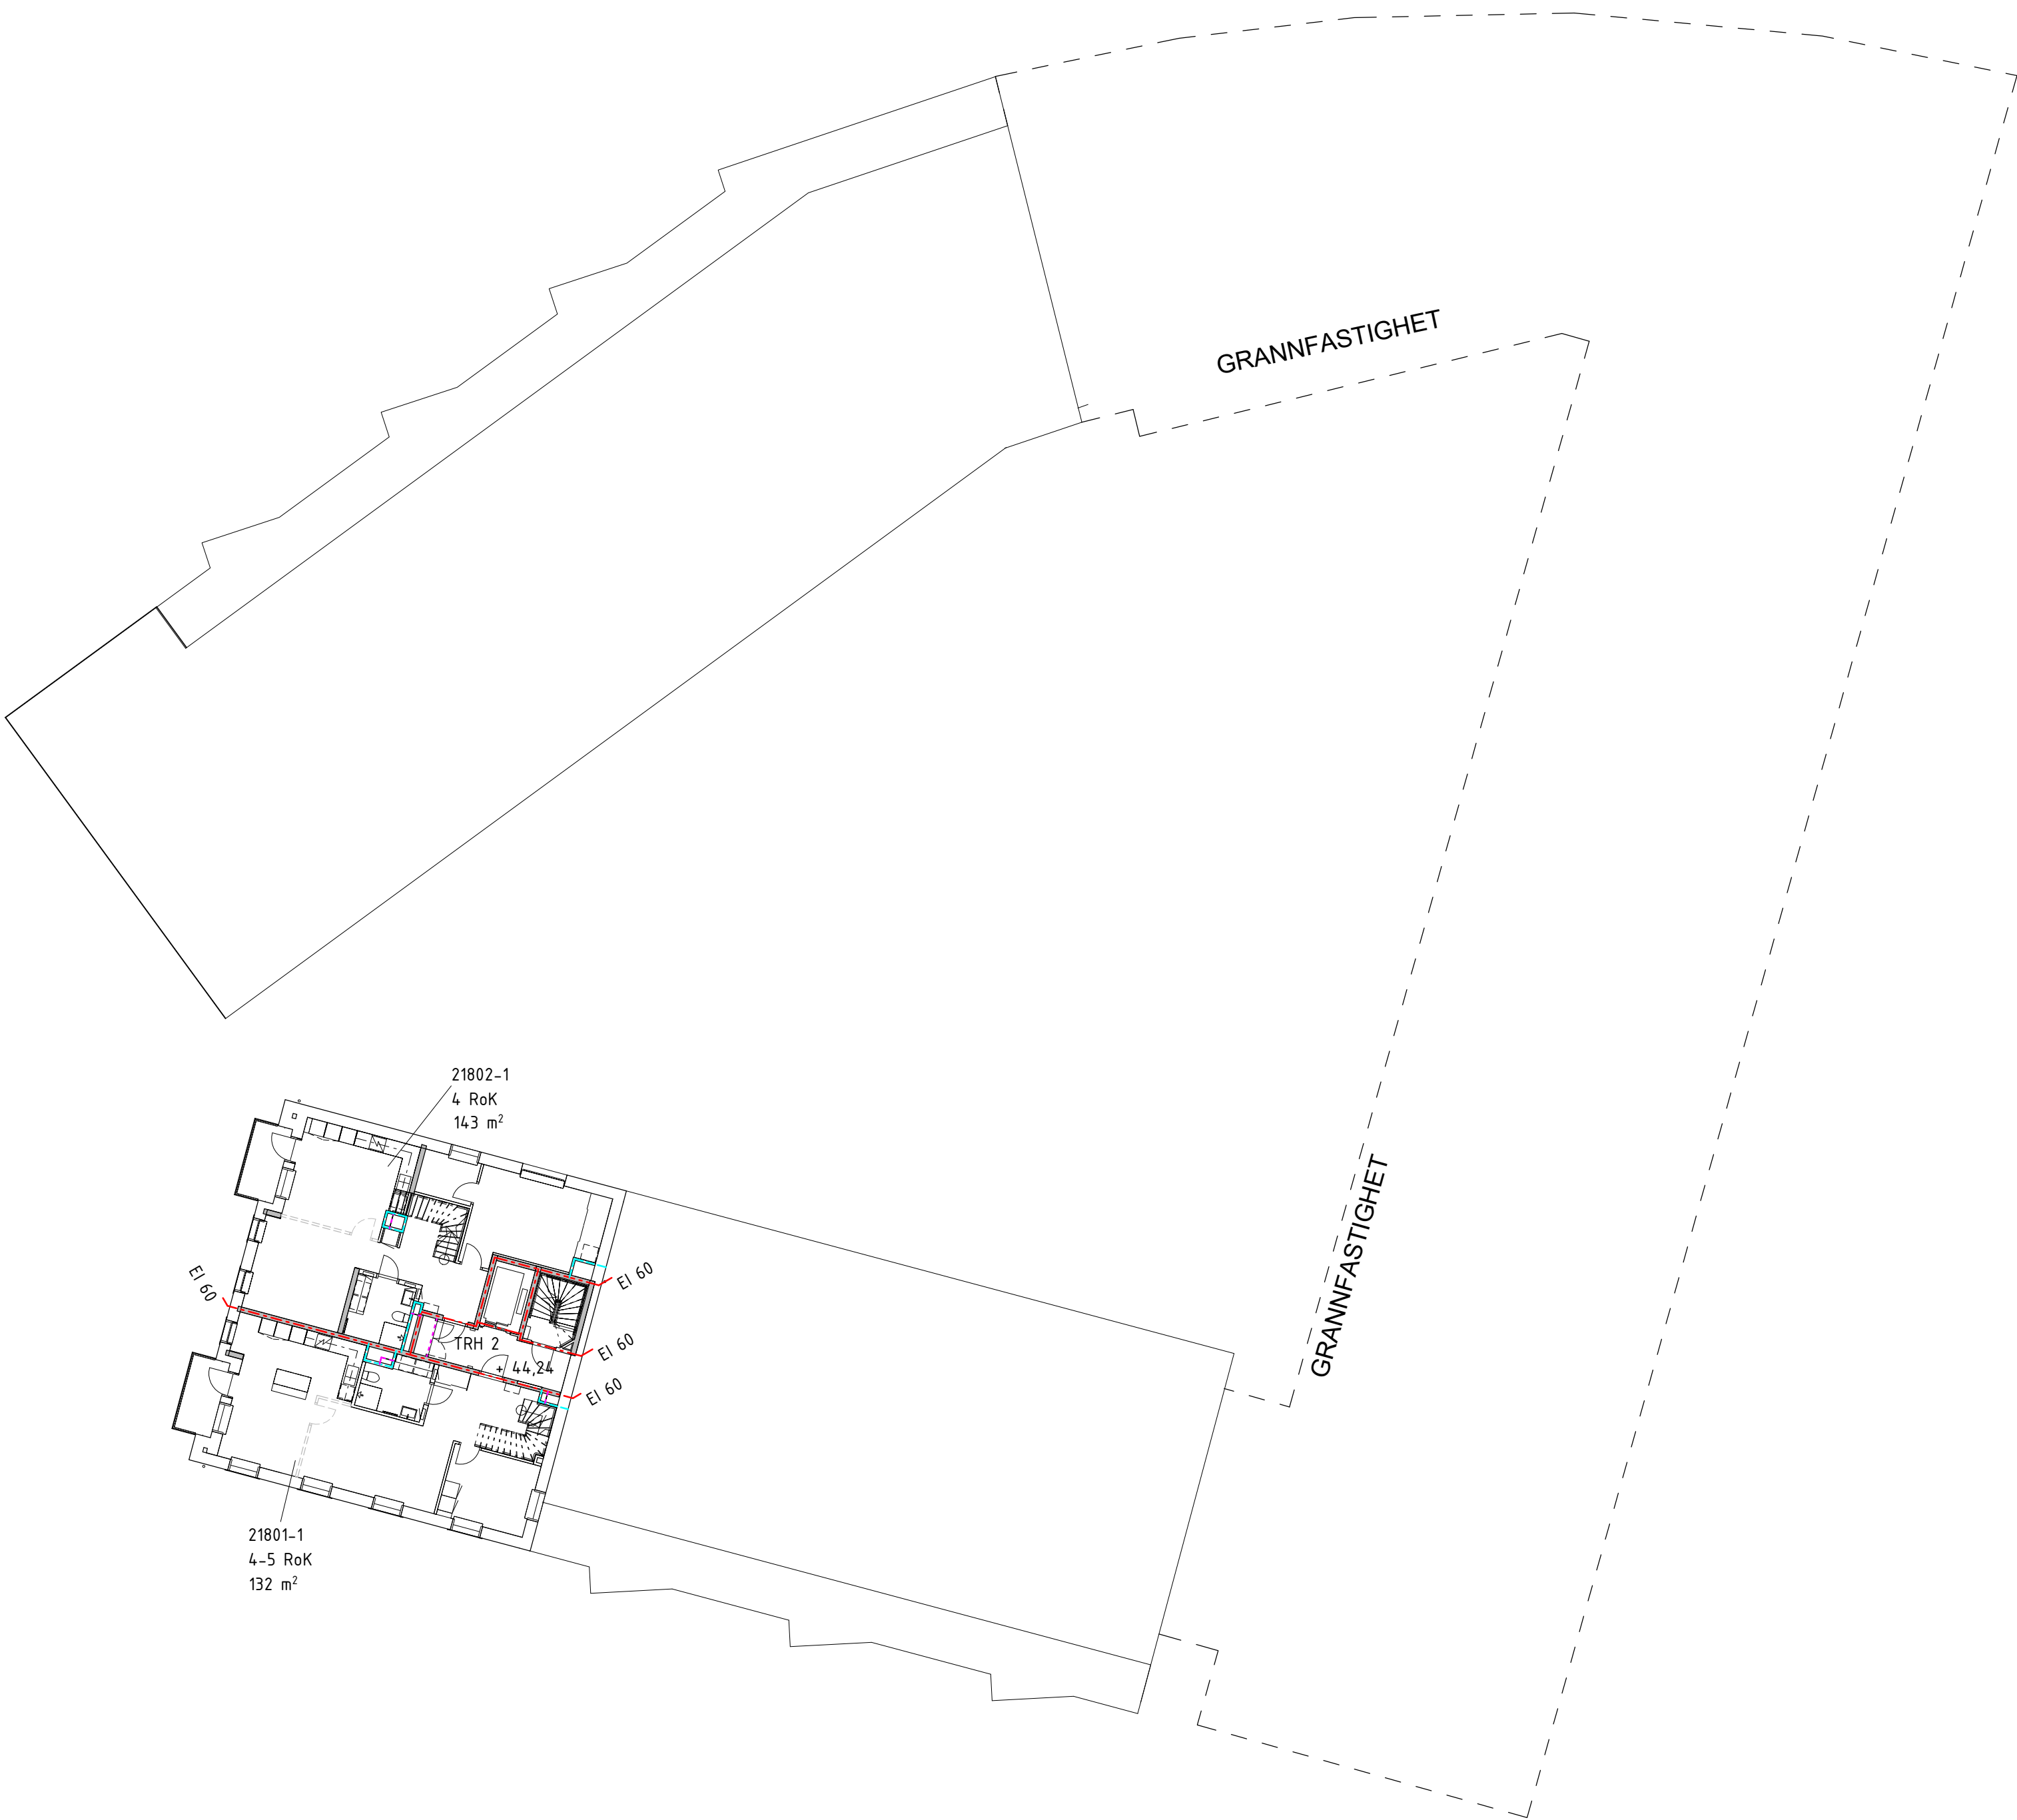 GRANNFASTIGHET
21802-1
4 RoK
143 m²
GRANNFASTIGHET
EI 60
EI 60
TRH 2
EI 60
+ 44,24
EI 60
21801-1
4-5 RoK
132 m²